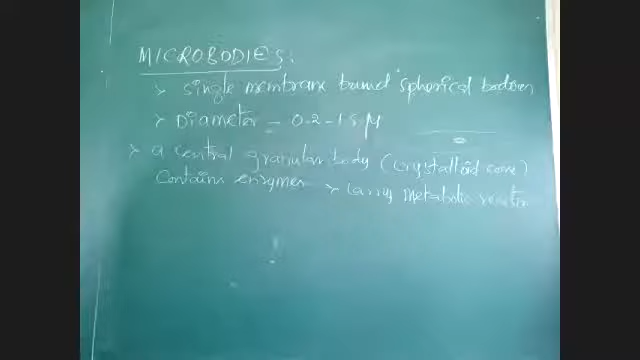 MICROBODIES:
> Single membrane bound spherical bodies
> Diameter - 0.2-1.5 μ
> a central granular body (crystalloid core)
contains enzymes > carry metabolic reactin